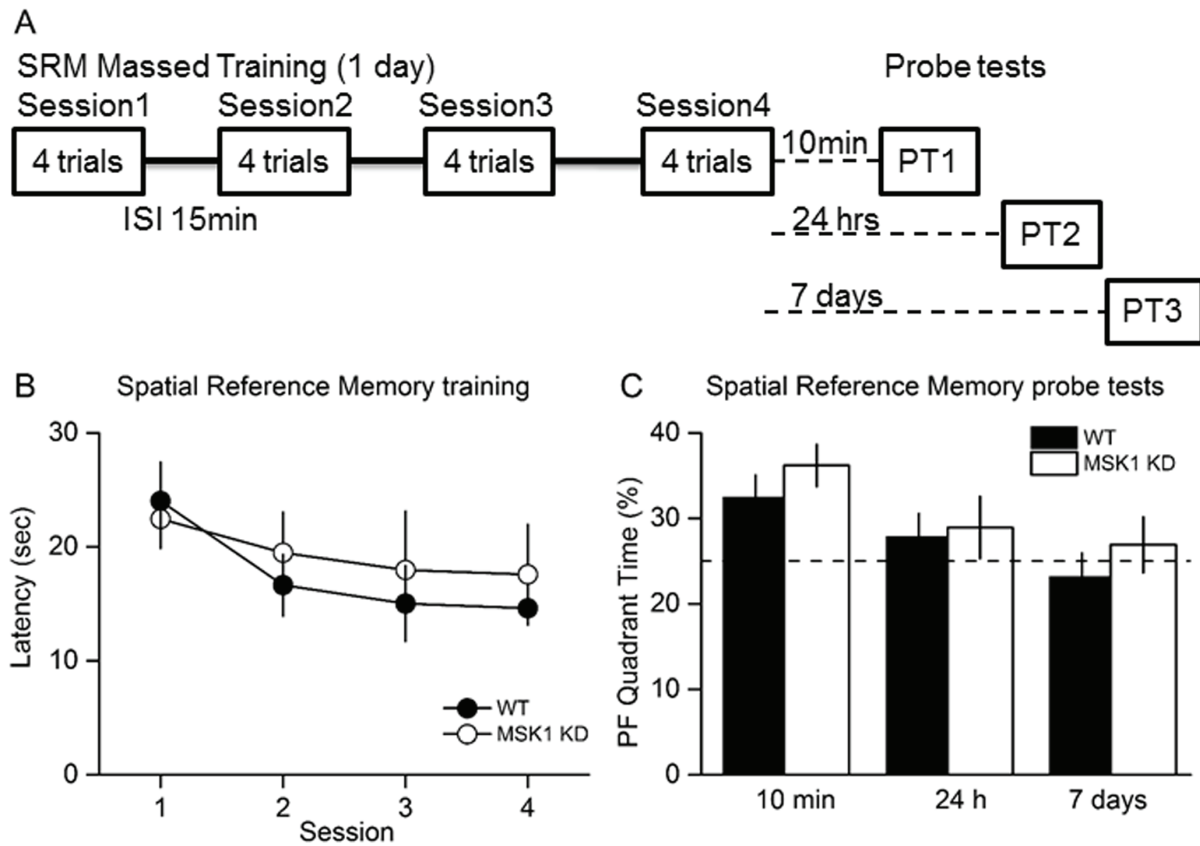 A
SRM Massed Training (1 day)
Probe tests
Session1 Session2 Session3 Session4
4 trials 4 trials 4 trials 4 trials 10min PT1
ISI 15min
24 hrs PT2
7 days PT3
B Spatial Reference Memory training
30
20
10
0
Latency (sec)
WT
MSK1 KD
1 2 3 4
Session
C Spatial Reference Memory probe tests
40
30
20
10
0
PF Quadrant Time (%)
WT
MSK1 KD
10 min 24 h 7 days